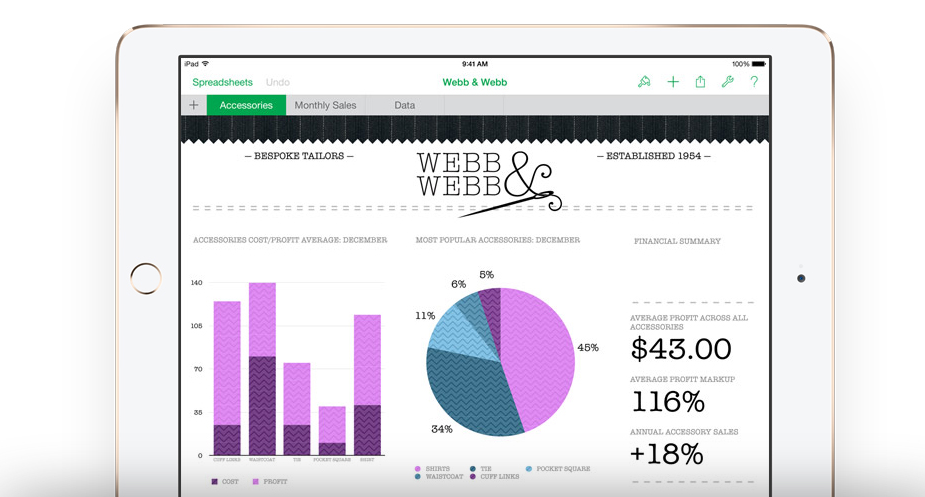 iPad 9:41 AM 100%
Spreadsheets Undo Webb & Webb + ?
+ Accessories Monthly Sales Data
— BESPOKE TAILORS —
WEBB &
WEBB
— ESTABLISHED 1954 —
ACCESSORIES COST/PROFIT AVERAGE: DECEMBER
140
105
70
35
0
CUFF LINKS WAISTCOAT TIE POCKET SQUARE SHIRT
COST PROFIT
MOST POPULAR ACCESSORIES: DECEMBER
5%
6%
11%
45%
34%
SHIRTS TIE POCKET SQUARE
WAISTCOAT CUFF LINKS
FINANCIAL SUMMARY
AVERAGE PROFIT ACROSS ALL
ACCESSORIES
$43.00
AVERAGE PROFIT MARKUP
116%
ANNUAL ACCESSORY SALES
+18%